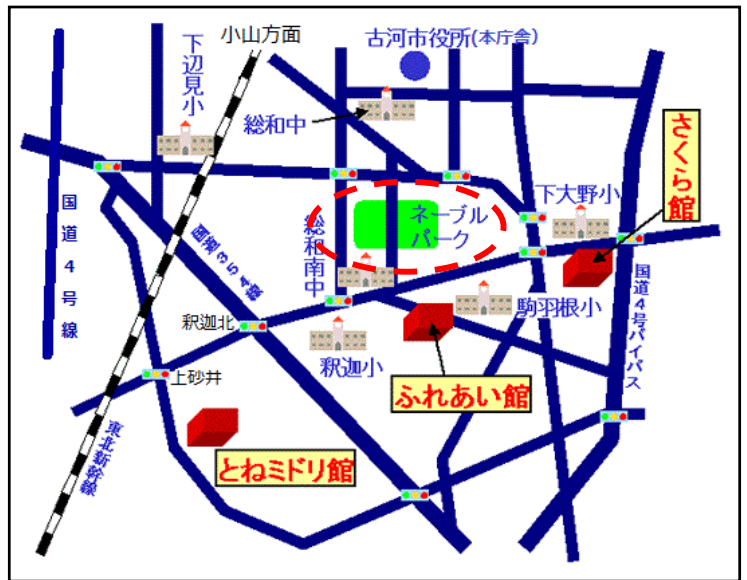 小山方面
古河市役所(本庁舎)
下辺見小
総和中
さくら館
下大野小
国道4号線
ネーブル
パーク
総和南中
国道354線
釈迦北
駒羽根小
国道4号バイパス
釈迦小
上砂井
ふれあい館
東北新幹線
とねミドリ館